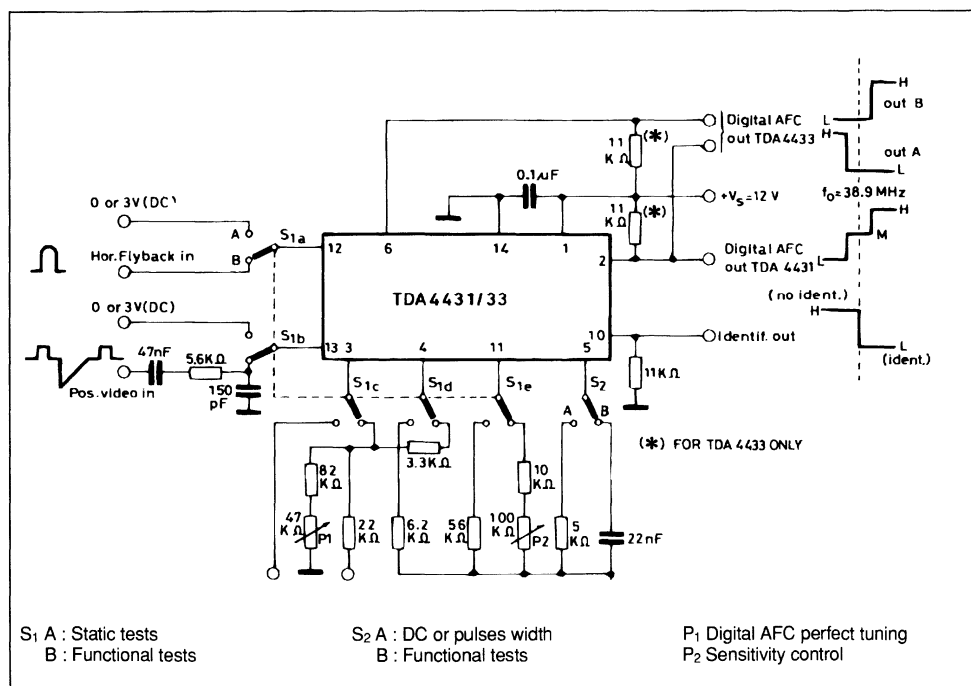 H
out B
L
Digital AFC
out TDA4433
H
out A
L
(*)
11
KΩ
0.1µF
+Vs=12 V
fo=38.9 MHz
11
KΩ
(*)
H
M
L
Digital AFC
out TDA 4431
0 or 3V(DC)
A
B
S1a
Hor.Flyback in
12
6
14
1
2
TDA4431/33
(no ident.)
H
L
(ident.)
0 or 3V(DC)
S1b
13
3
4
11
5
10
Identif. out
11KΩ
47nF
5.6KΩ
150
pF
Pos.video in
S1c
S1d
S1e
S2
A
B
(*) FOR TDA 4433 ONLY
3.3KΩ
82
KΩ
10
KΩ
47
KΩ
P1
22
KΩ
6.2
KΩ
56
KΩ
100
KΩ
P2
5
KΩ
22nF
S1 A : Static tests
B : Functional tests
S2 A : DC or pulses width
B : Functional tests
P1 Digital AFC perfect tuning
P2 Sensitivity control